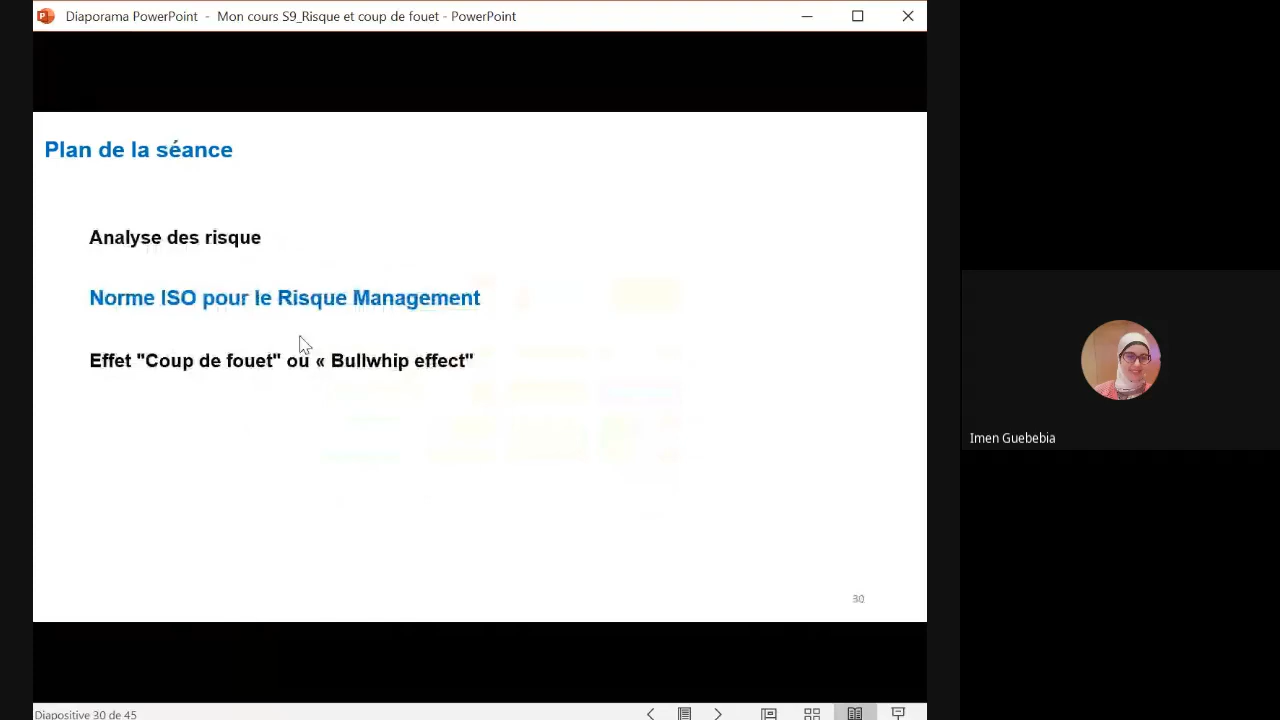 Diaporama PowerPoint - Mon cours S9_Risque et coup de fouet - PowerPoint
Plan de la séance
Analyse des risque
Norme ISO pour le Risque Management
Effet "Coup de fouet" ou « Bullwhip effect"
30
Imen Guebebia
Diapositive 30 de 45